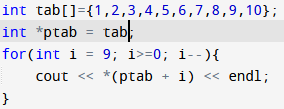 int tab[]={1,2,3,4,5,6,7,8,9,10};
int *ptab = tab;
for(int i = 9; i>=0; i--){
    cout << *(ptab + i) << endl;
}